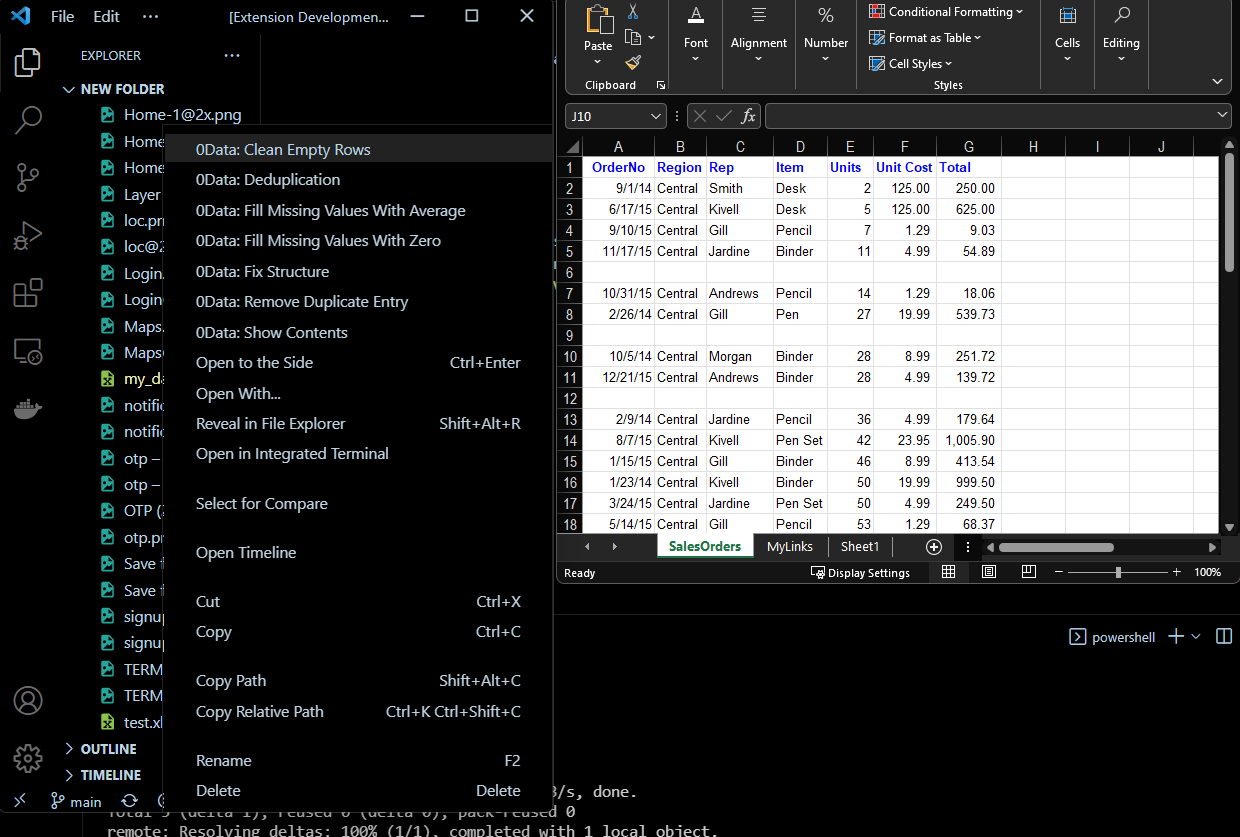 File Edit ··· [Extension Developmen...
EXPLORER ···
NEW FOLDER
Home-1@2x.png
Home
Home
Layer
loc.pn
loc@2
Login.
Login
Maps.
Maps
my_da
notific
notific
otp –
otp –
OTP (
otp.pr
Save f
Save f
signup
signup
TERM
TERM
test.xl
OUTLINE
TIMELINE
main
0Data: Clean Empty Rows
0Data: Deduplication
0Data: Fill Missing Values With Average
0Data: Fill Missing Values With Zero
0Data: Fix Structure
0Data: Remove Duplicate Entry
0Data: Show Contents
Open to the Side Ctrl+Enter
Open With...
Reveal in File Explorer Shift+Alt+R
Open in Integrated Terminal
Select for Compare
Open Timeline
Cut Ctrl+X
Copy Ctrl+C
Copy Path Shift+Alt+C
Copy Relative Path Ctrl+K Ctrl+Shift+C
Rename F2
Delete Delete
Paste
Clipboard
Font
Alignment
%
Number
Conditional Formatting
Format as Table
Cell Styles
Styles
Cells
Editing
J10 fx
A B C D E F G H I J
1 OrderNo Region Rep Item Units Unit Cost Total
2 9/1/14 Central Smith Desk 2 125.00 250.00
3 6/17/15 Central Kivell Desk 5 125.00 625.00
4 9/10/15 Central Gill Pencil 7 1.29 9.03
5 11/17/15 Central Jardine Binder 11 4.99 54.89
6
7 10/31/15 Central Andrews Pencil 14 1.29 18.06
8 2/26/14 Central Gill Pen 27 19.99 539.73
9
10 10/5/14 Central Morgan Binder 28 8.99 251.72
11 12/21/15 Central Andrews Binder 28 4.99 139.72
12
13 2/9/14 Central Jardine Pencil 36 4.99 179.64
14 8/7/15 Central Kivell Pen Set 42 23.95 1,005.90
15 1/15/15 Central Gill Binder 46 8.99 413.54
16 1/23/14 Central Kivell Binder 50 19.99 999.50
17 3/24/15 Central Jardine Pen Set 50 4.99 249.50
18 5/14/15 Central Gill Pencil 53 1.29 68.37
SalesOrders MyLinks Sheet1
Ready Display Settings 100%
powershell
/s, done.
Total 3 (delta 1), reused 0 (delta 0), pack-reused 0
remote: Resolving deltas: 100% (1/1), completed with 1 local object.